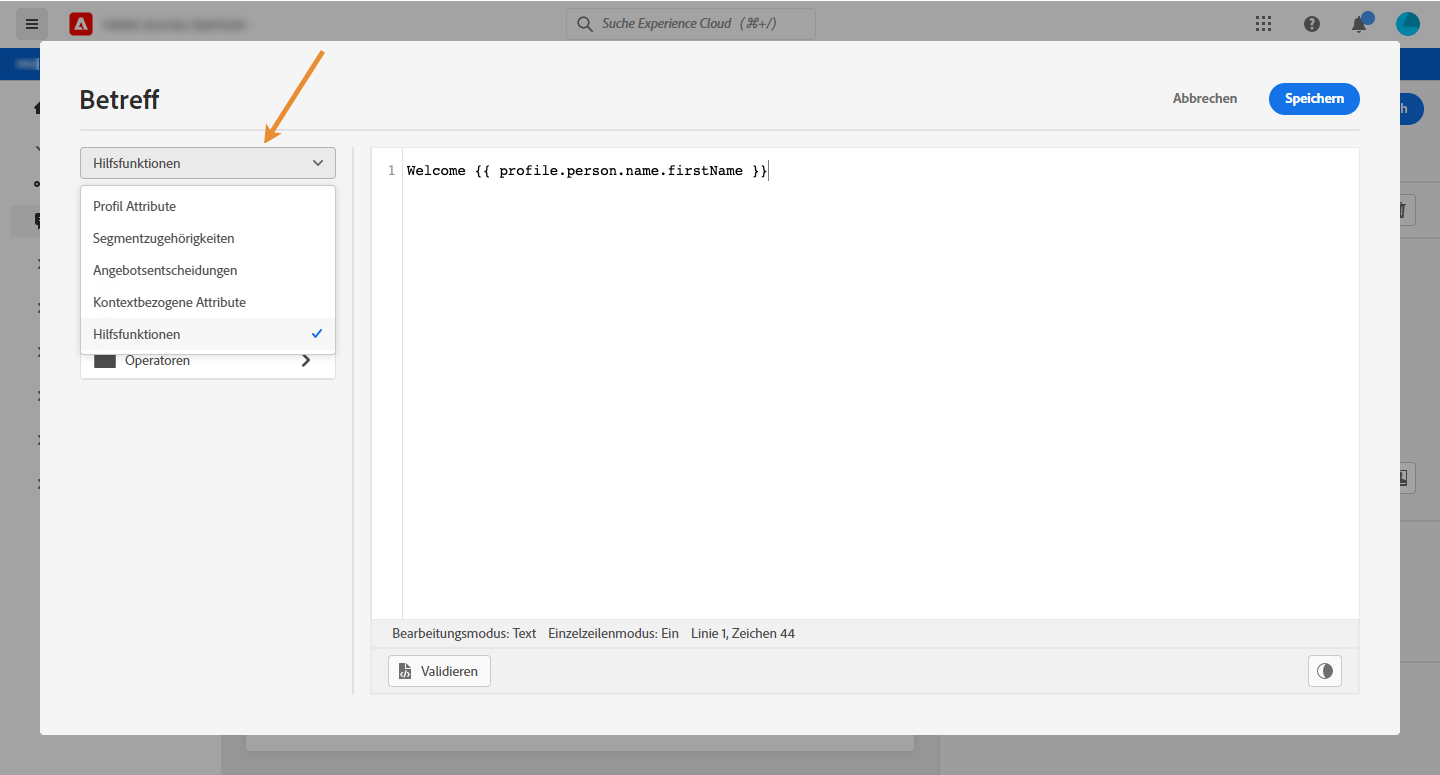 Suche Experience Cloud (⌘+/)
Betreff
Abbrechen
Speichern
h
Hilfsfunktionen
Profil Attribute
Segmentzugehörigkeiten
Angebotsentscheidungen
Kontextbezogene Attribute
Hilfsfunktionen
Operatoren
1 Welcome {{ profile.person.name.firstName }}
Bearbeitungsmodus: Text Einzelzeilenmodus: Ein Linie 1, Zeichen 44
Validieren